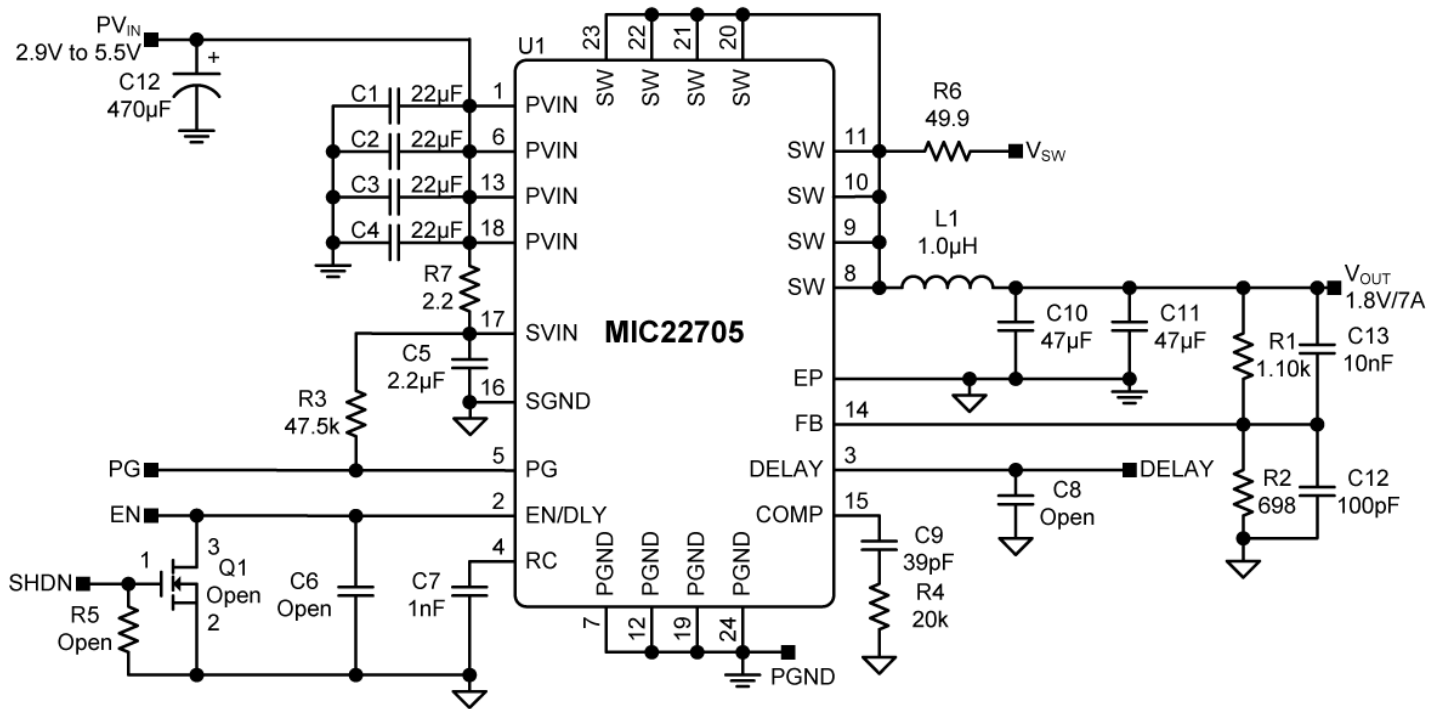 PVIN
2.9V to 5.5V
C12
470µF
+
C1 22µF
C2 22µF
C3 22µF
C4 22µF
R7
2.2
C5
2.2µF
R3
47.5k
PG
EN
SHDN
R5
Open
1
3
Q1
Open
2
C6
Open
C7
1nF
U1
1 PVIN
6 PVIN
13 PVIN
18 PVIN
17 SVIN
16 SGND
5 PG
2 EN/DLY
4 RC
23 22 21 20
SW SW SW SW
MIC22705
PGND PGND PGND PGND
7 12 19 24
PGND
SW 11
SW 10
SW 9
SW 8
EP
FB 14
DELAY 3
COMP 15
R6
49.9
VSW
L1
1.0µH
VOUT
1.8V/7A
C10
47µF
C11
47µF
R1
1.10k
C13
10nF
DELAY
C8
Open
R2
698
C12
100pF
C9
39pF
R4
20k